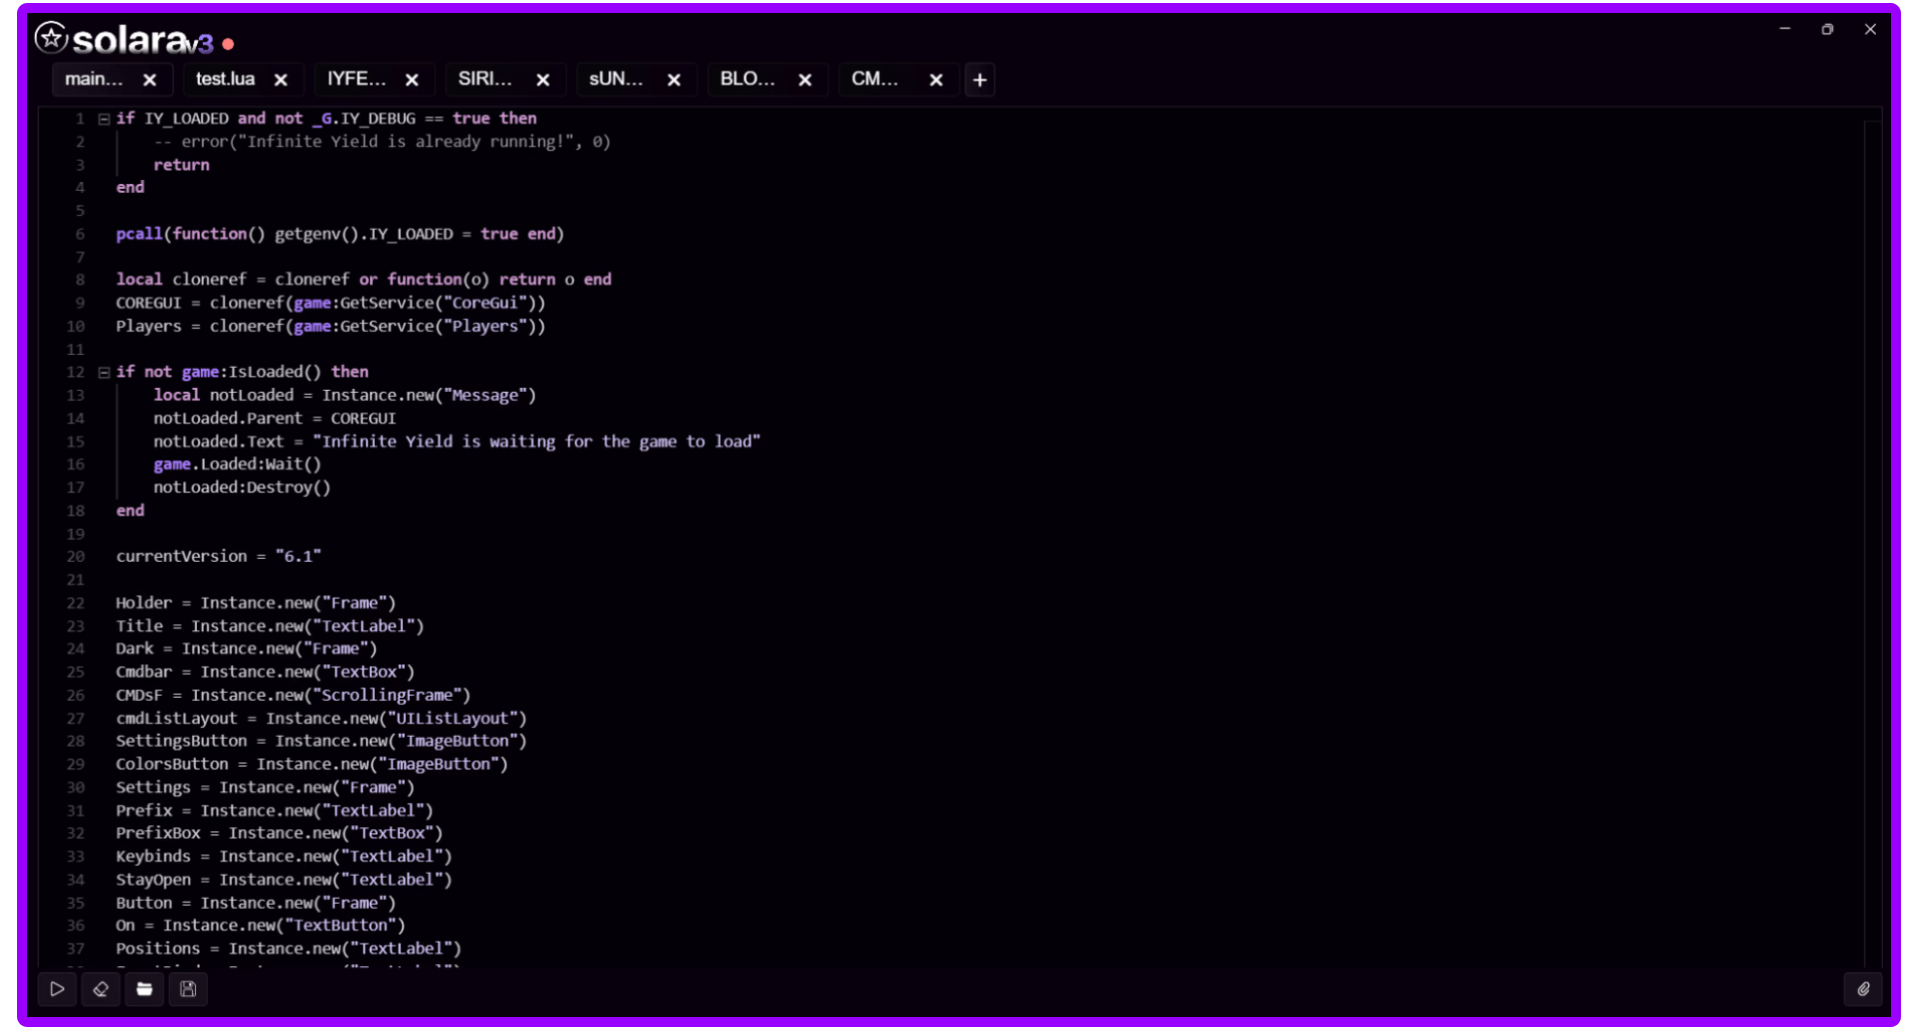 solarav3
main... × test.lua × IYFE... × SIRI... × sUN... × BLO... × CM... × +
1 if IY_LOADED and not _G.IY_DEBUG == true then
2 -- error("Infinite Yield is already running!", 0)
3 return
4 end
5
6 pcall(function() getgenv().IY_LOADED = true end)
7
8 local cloneref = cloneref or function(o) return o end
9 COREGUI = cloneref(game:GetService("CoreGui"))
10 Players = cloneref(game:GetService("Players"))
11
12 if not game:IsLoaded() then
13 local notLoaded = Instance.new("Message")
14 notLoaded.Parent = COREGUI
15 notLoaded.Text = "Infinite Yield is waiting for the game to load"
16 game.Loaded:Wait()
17 notLoaded:Destroy()
18 end
19
20 currentVersion = "6.1"
21
22 Holder = Instance.new("Frame")
23 Title = Instance.new("TextLabel")
24 Dark = Instance.new("Frame")
25 Cmdbar = Instance.new("TextBox")
26 CMDsF = Instance.new("ScrollingFrame")
27 cmdListLayout = Instance.new("UIListLayout")
28 SettingsButton = Instance.new("ImageButton")
29 ColorsButton = Instance.new("ImageButton")
30 Settings = Instance.new("Frame")
31 Prefix = Instance.new("TextLabel")
32 PrefixBox = Instance.new("TextBox")
33 Keybinds = Instance.new("TextLabel")
34 StayOpen = Instance.new("TextLabel")
35 Button = Instance.new("Frame")
36 On = Instance.new("TextButton")
37 Positions = Instance.new("TextLabel")